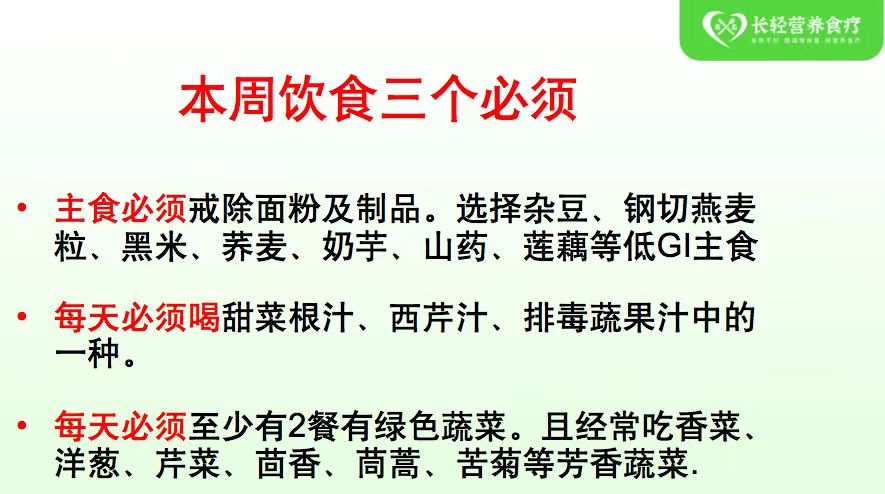 长轻营养食疗
本周饮食三个必须
• 主食必须戒除面粉及制品。选择杂豆、钢切燕麦
粒、黑米、荞麦、奶芋、山药、莲藕等低GI主食
• 每天必须喝甜菜根汁、西芹汁、排毒蔬果汁中的
一种。
• 每天必须至少有2餐有绿色蔬菜。且经常吃香菜、
洋葱、芹菜、茴香、茼蒿、苦菊等芳香蔬菜.